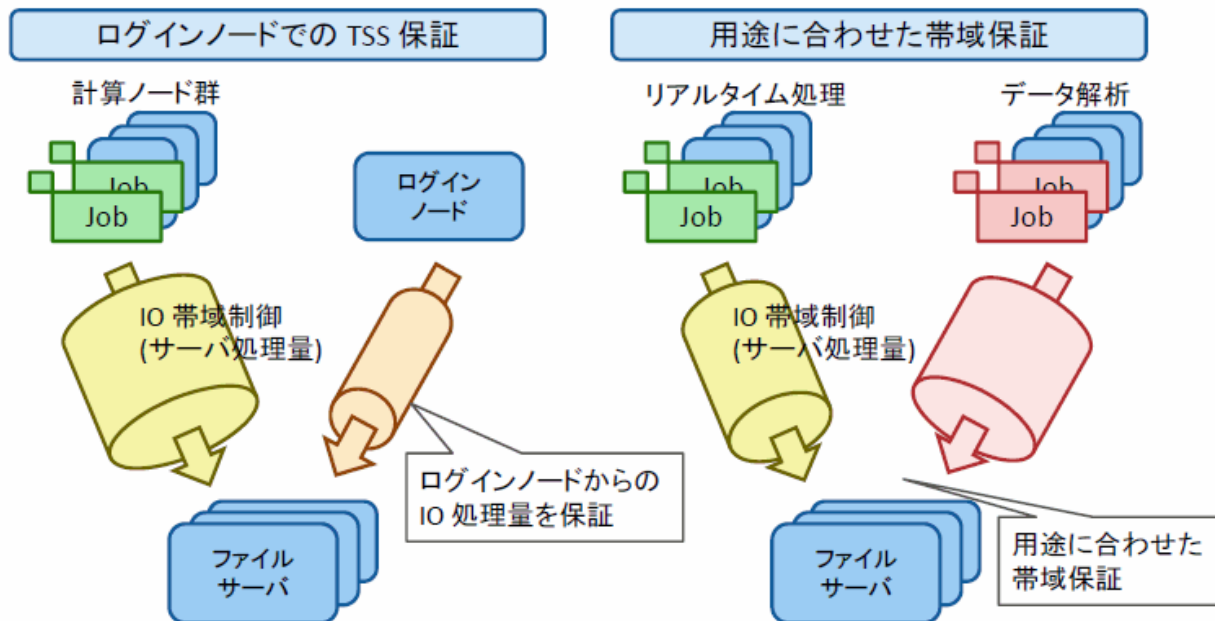 ログインノードでの TSS 保証
計算ノード群
Job
Job
ログイン
ノード
IO 帯域制御
(サーバ処理量)
ログインノードからの
IO 処理量を保証
ファイル
サーバ
用途に合わせた帯域保証
リアルタイム処理
データ解析
Job
Job
Job
Job
IO 帯域制御
(サーバ処理量)
ファイル
サーバ
用途に合わせた
帯域保証